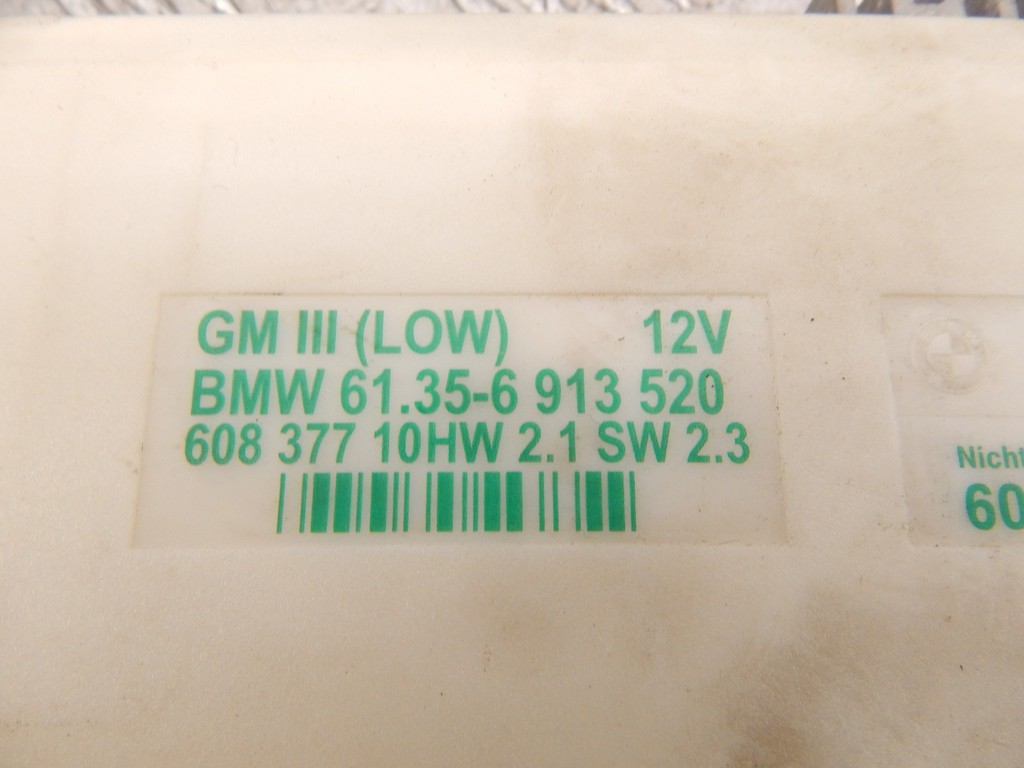 GM III (LOW) 12V
BMW 61.35-6 913 520
608 377 10HW 2.1 SW 2.3
Nicht
60